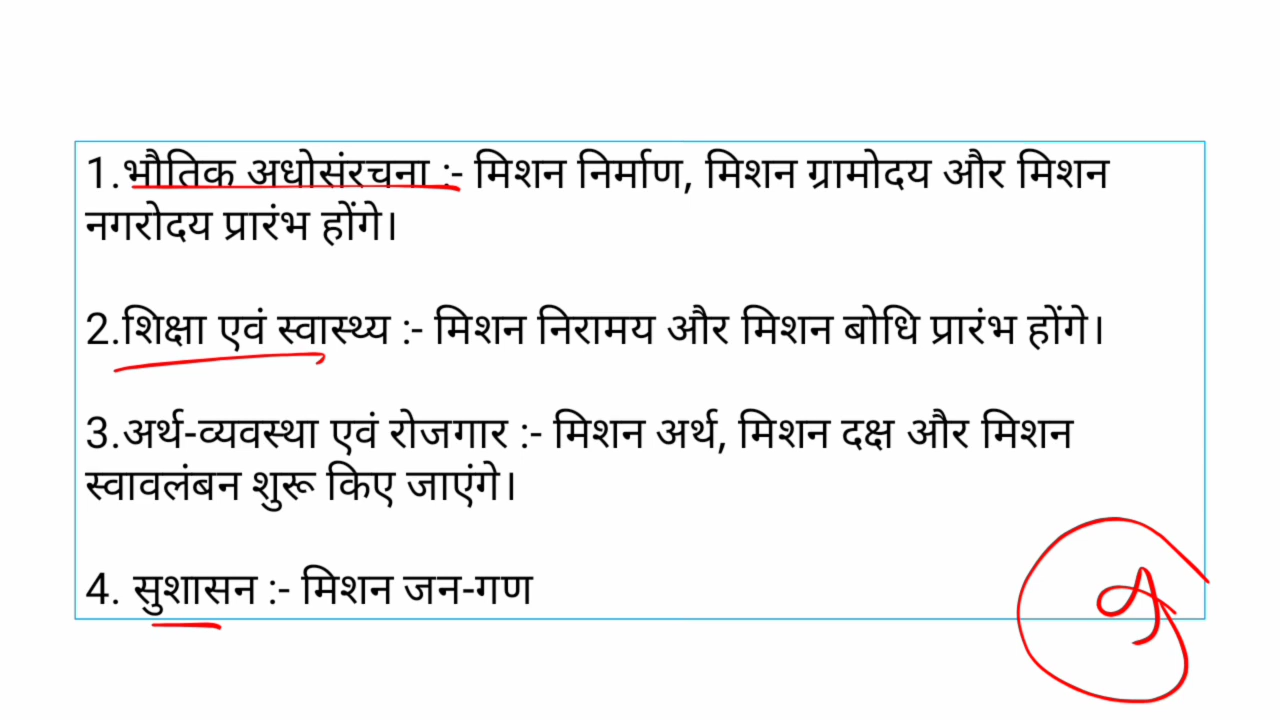 1.भौतिक अधोसंरचना :- मिशन निर्माण, मिशन ग्रामोदय और मिशन
नगरोदय प्रारंभ होंगे।
2.शिक्षा एवं स्वास्थ्य :- मिशन निरामय और मिशन बोधि प्रारंभ होंगे।
3.अर्थ-व्यवस्था एवं रोजगार :- मिशन अर्थ, मिशन दक्ष और मिशन
स्वावलंबन शुरू किए जाएंगे।
4. सुशासन :- मिशन जन-गण